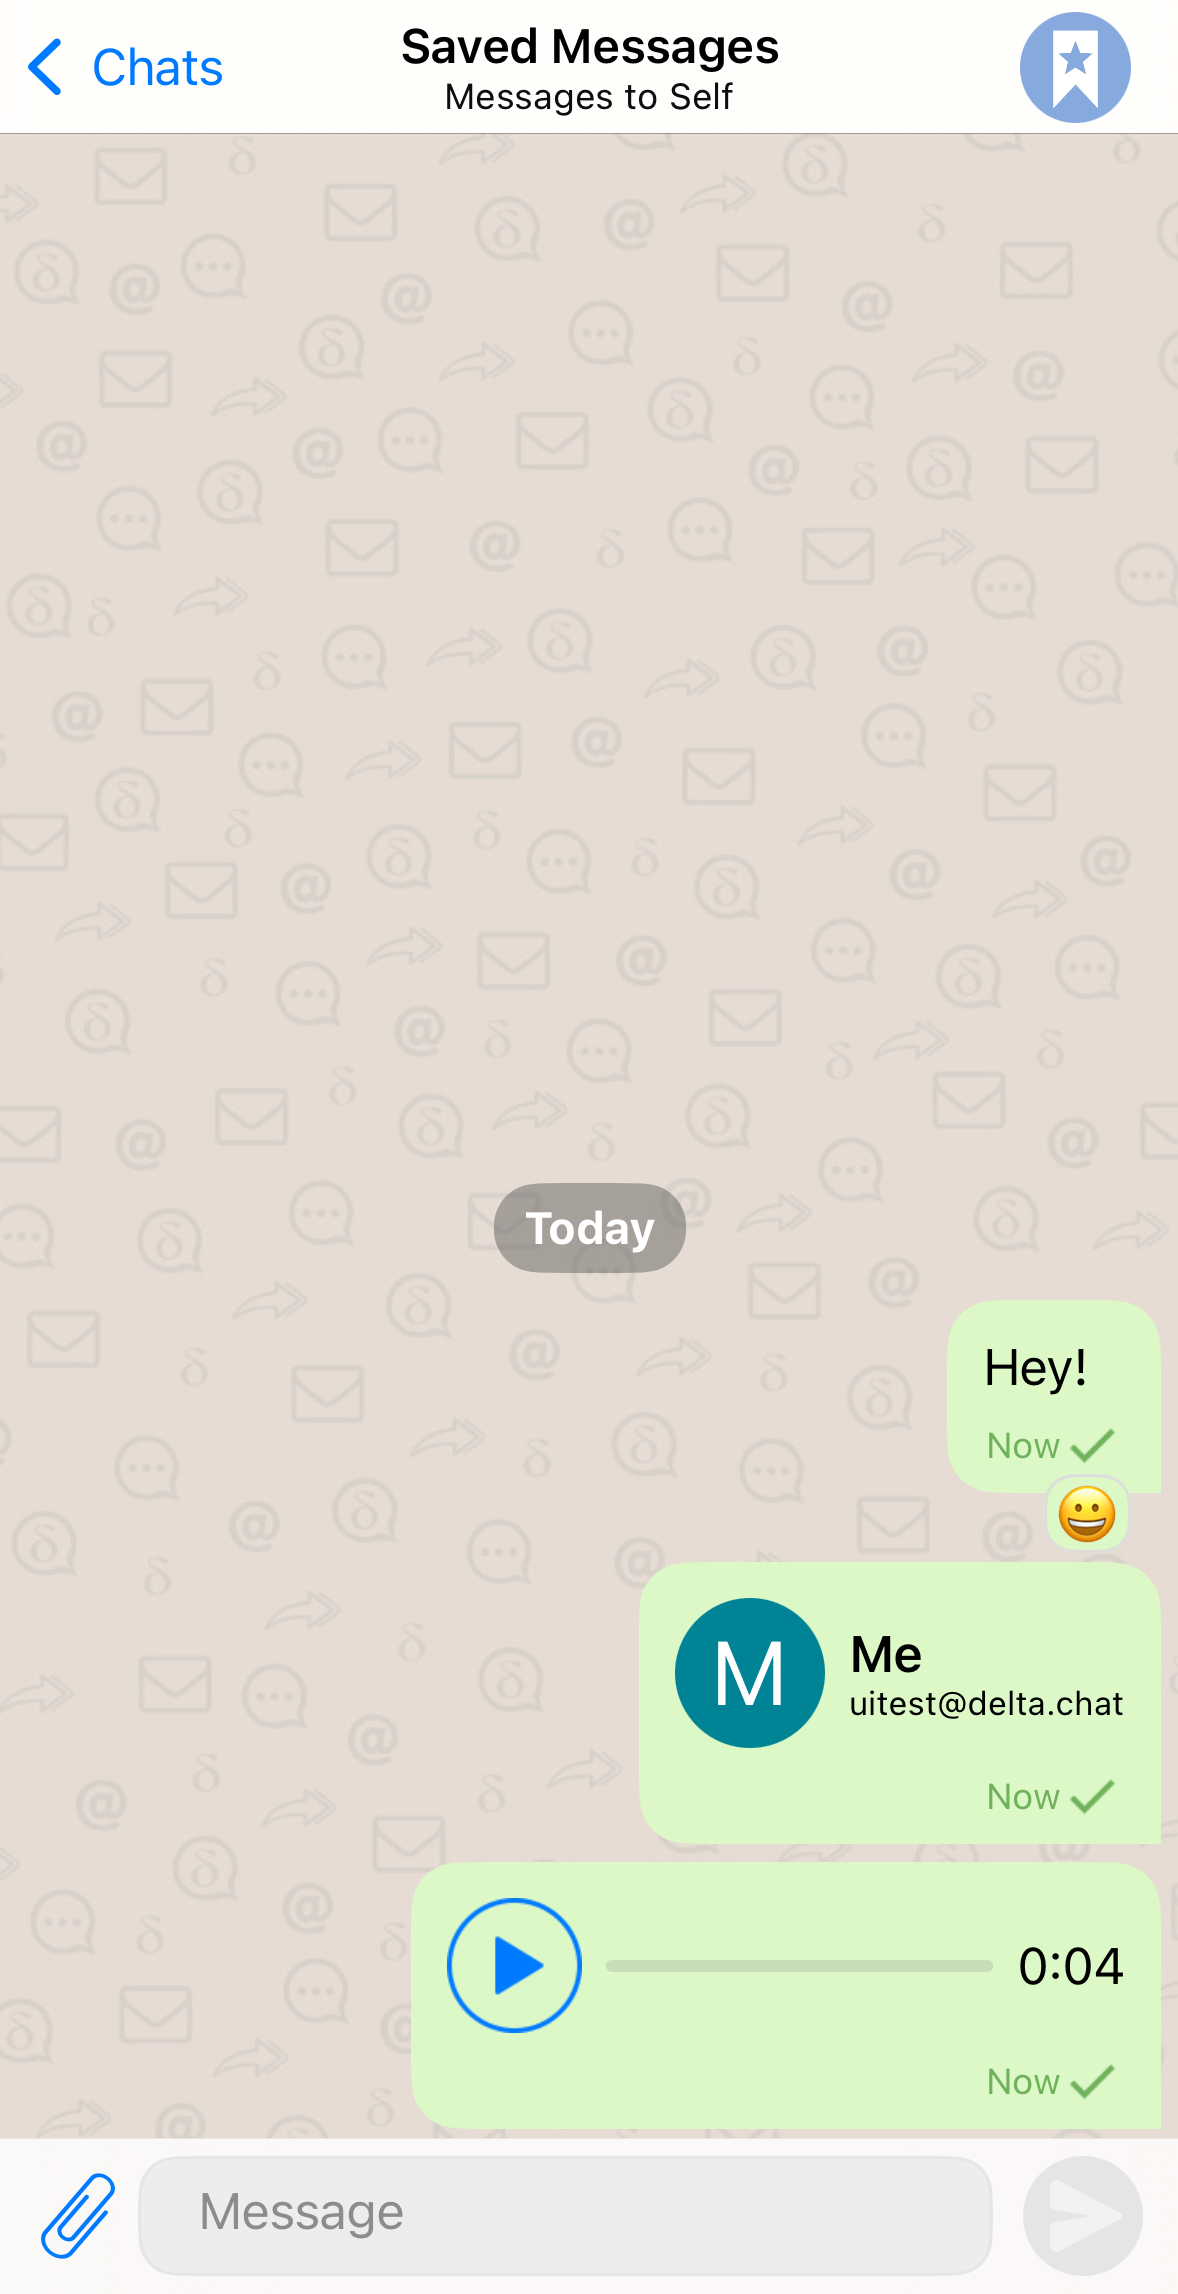 Chats
Saved Messages
Messages to Self
Today
Hey!
Now
😀
M
Me
uitest@delta.chat
Now
0:04
Now
Message